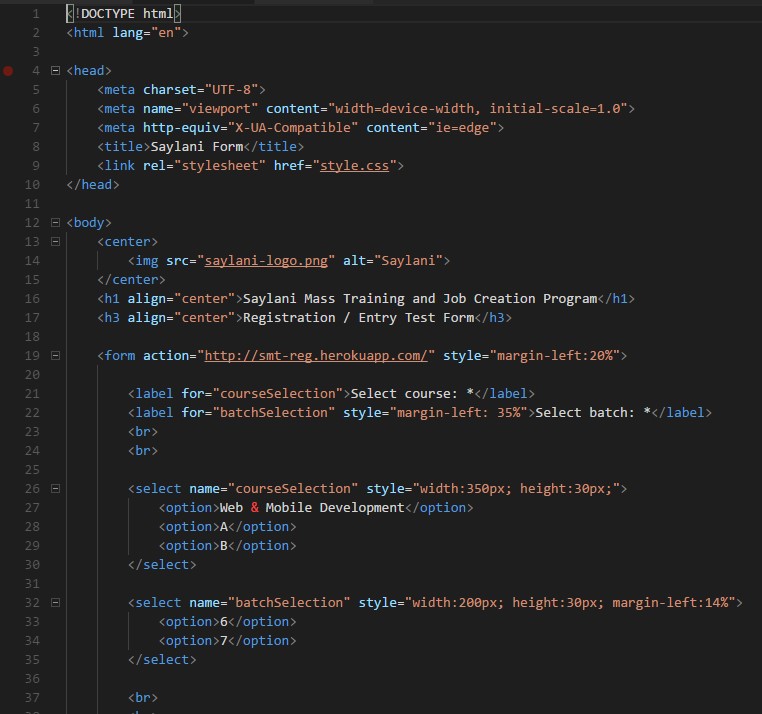 1 <!DOCTYPE html>
2 <html lang="en">
3
4 <head>
5     <meta charset="UTF-8">
6     <meta name="viewport" content="width=device-width, initial-scale=1.0">
7     <meta http-equiv="X-UA-Compatible" content="ie=edge">
8     <title>Saylani Form</title>
9     <link rel="stylesheet" href="style.css">
10 </head>
11
12 <body>
13     <center>
14         <img src="saylani-logo.png" alt="Saylani">
15     </center>
16     <h1 align="center">Saylani Mass Training and Job Creation Program</h1>
17     <h3 align="center">Registration / Entry Test Form</h3>
18
19     <form action="http://smt-reg.herokuapp.com/" style="margin-left:20%">
20
21         <label for="courseSelection">Select course: *</label>
22         <label for="batchSelection" style="margin-left: 35%">Select batch: *</label>
23         <br>
24         <br>
25
26         <select name="courseSelection" style="width:350px; height:30px;">
27             <option>Web & Mobile Development</option>
28             <option>A</option>
29             <option>B</option>
30         </select>
31
32         <select name="batchSelection" style="width:200px; height:30px; margin-left:14%">
33             <option>6</option>
34             <option>7</option>
35         </select>
36
37         <br>